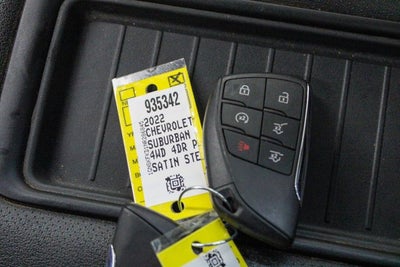 935342
2022
CHEVROLET
SUBURBAN
4WD 4DR P
SATIN STE